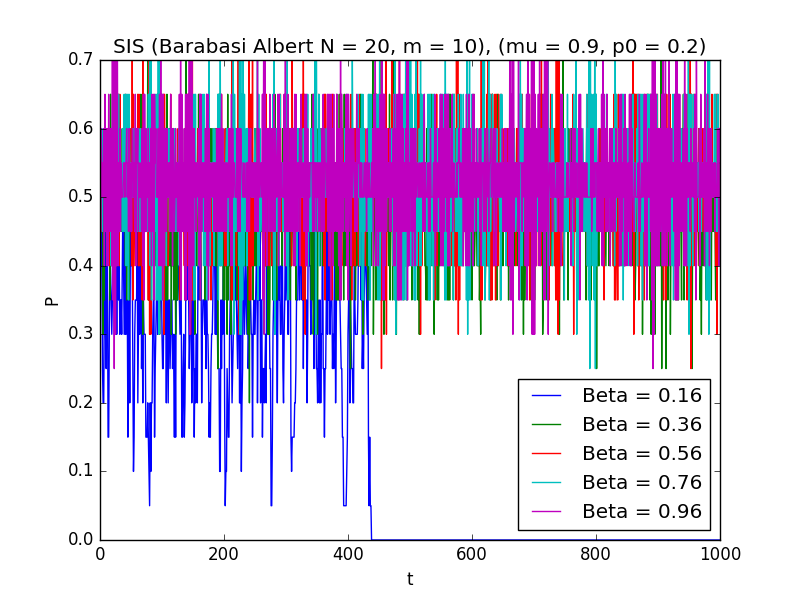 SIS (Barabasi Albert N = 20, m = 10), (mu = 0.9, p0 = 0.2)
0.7
0.6
0.5
0.4
0.3
0.2
0.1
0.0
P
Beta = 0.16
Beta = 0.36
Beta = 0.56
Beta = 0.76
Beta = 0.96
0 200 400 600 800 1000
t